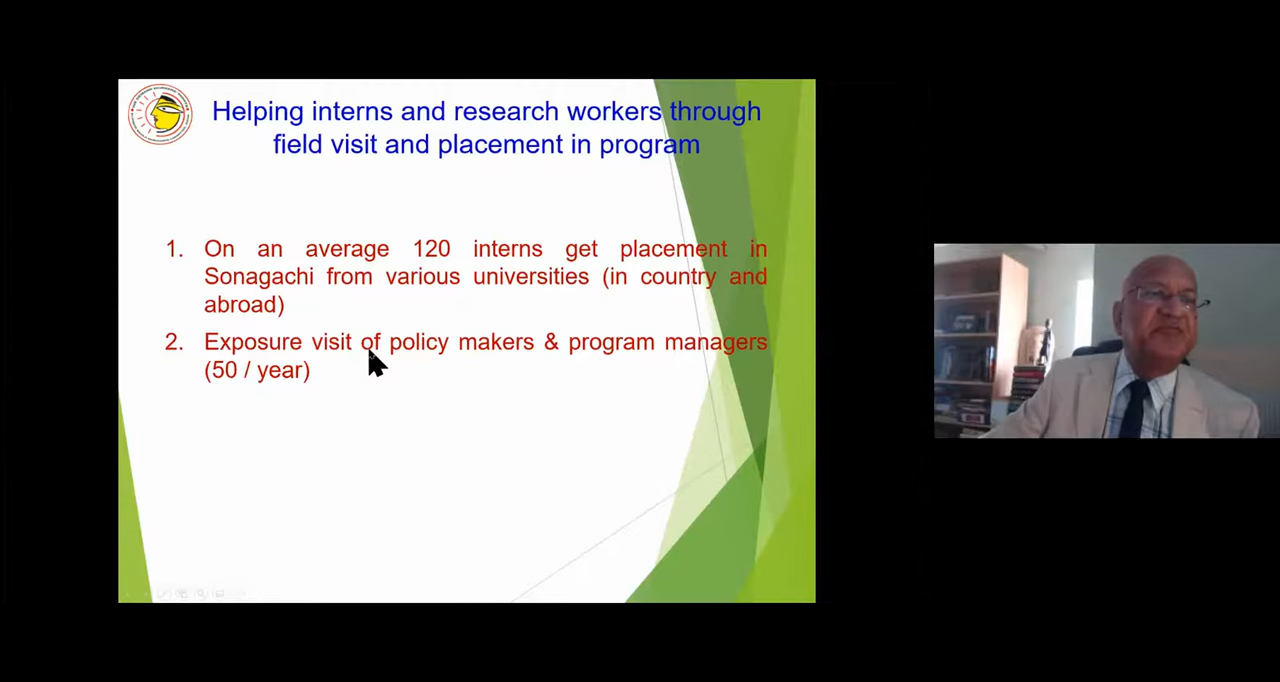 Helping interns and research workers through
field visit and placement in program
1. On an average 120 interns get placement in
Sonagachi from various universities (in country and
abroad)
2. Exposure visit of policy makers & program managers
(50 / year)